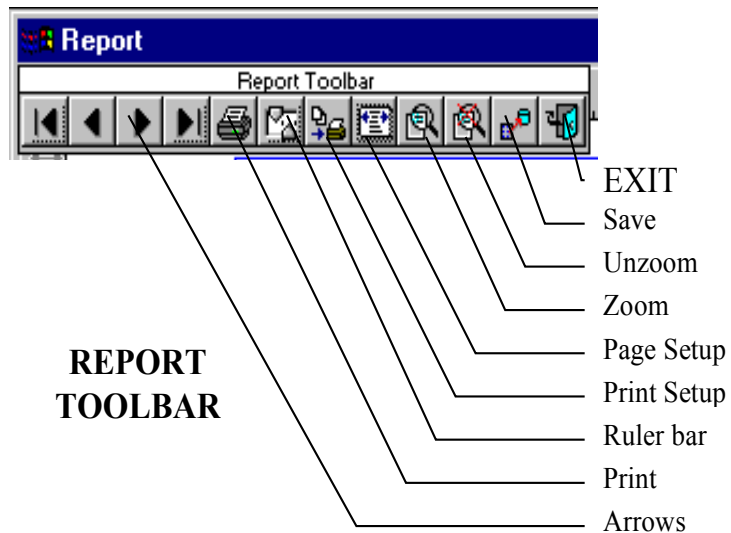 Report
Report Toolbar
EXIT
Save
Unzoom
Zoom
Page Setup
Print Setup
Ruler bar
Print
Arrows
REPORT
TOOLBAR